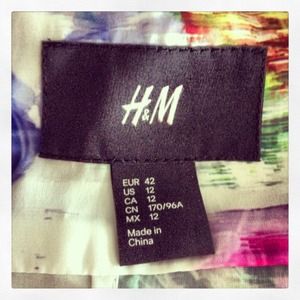 H&M
EUR 42
US 12
CA 12
CN 170/96A
MX 12
Made in
China